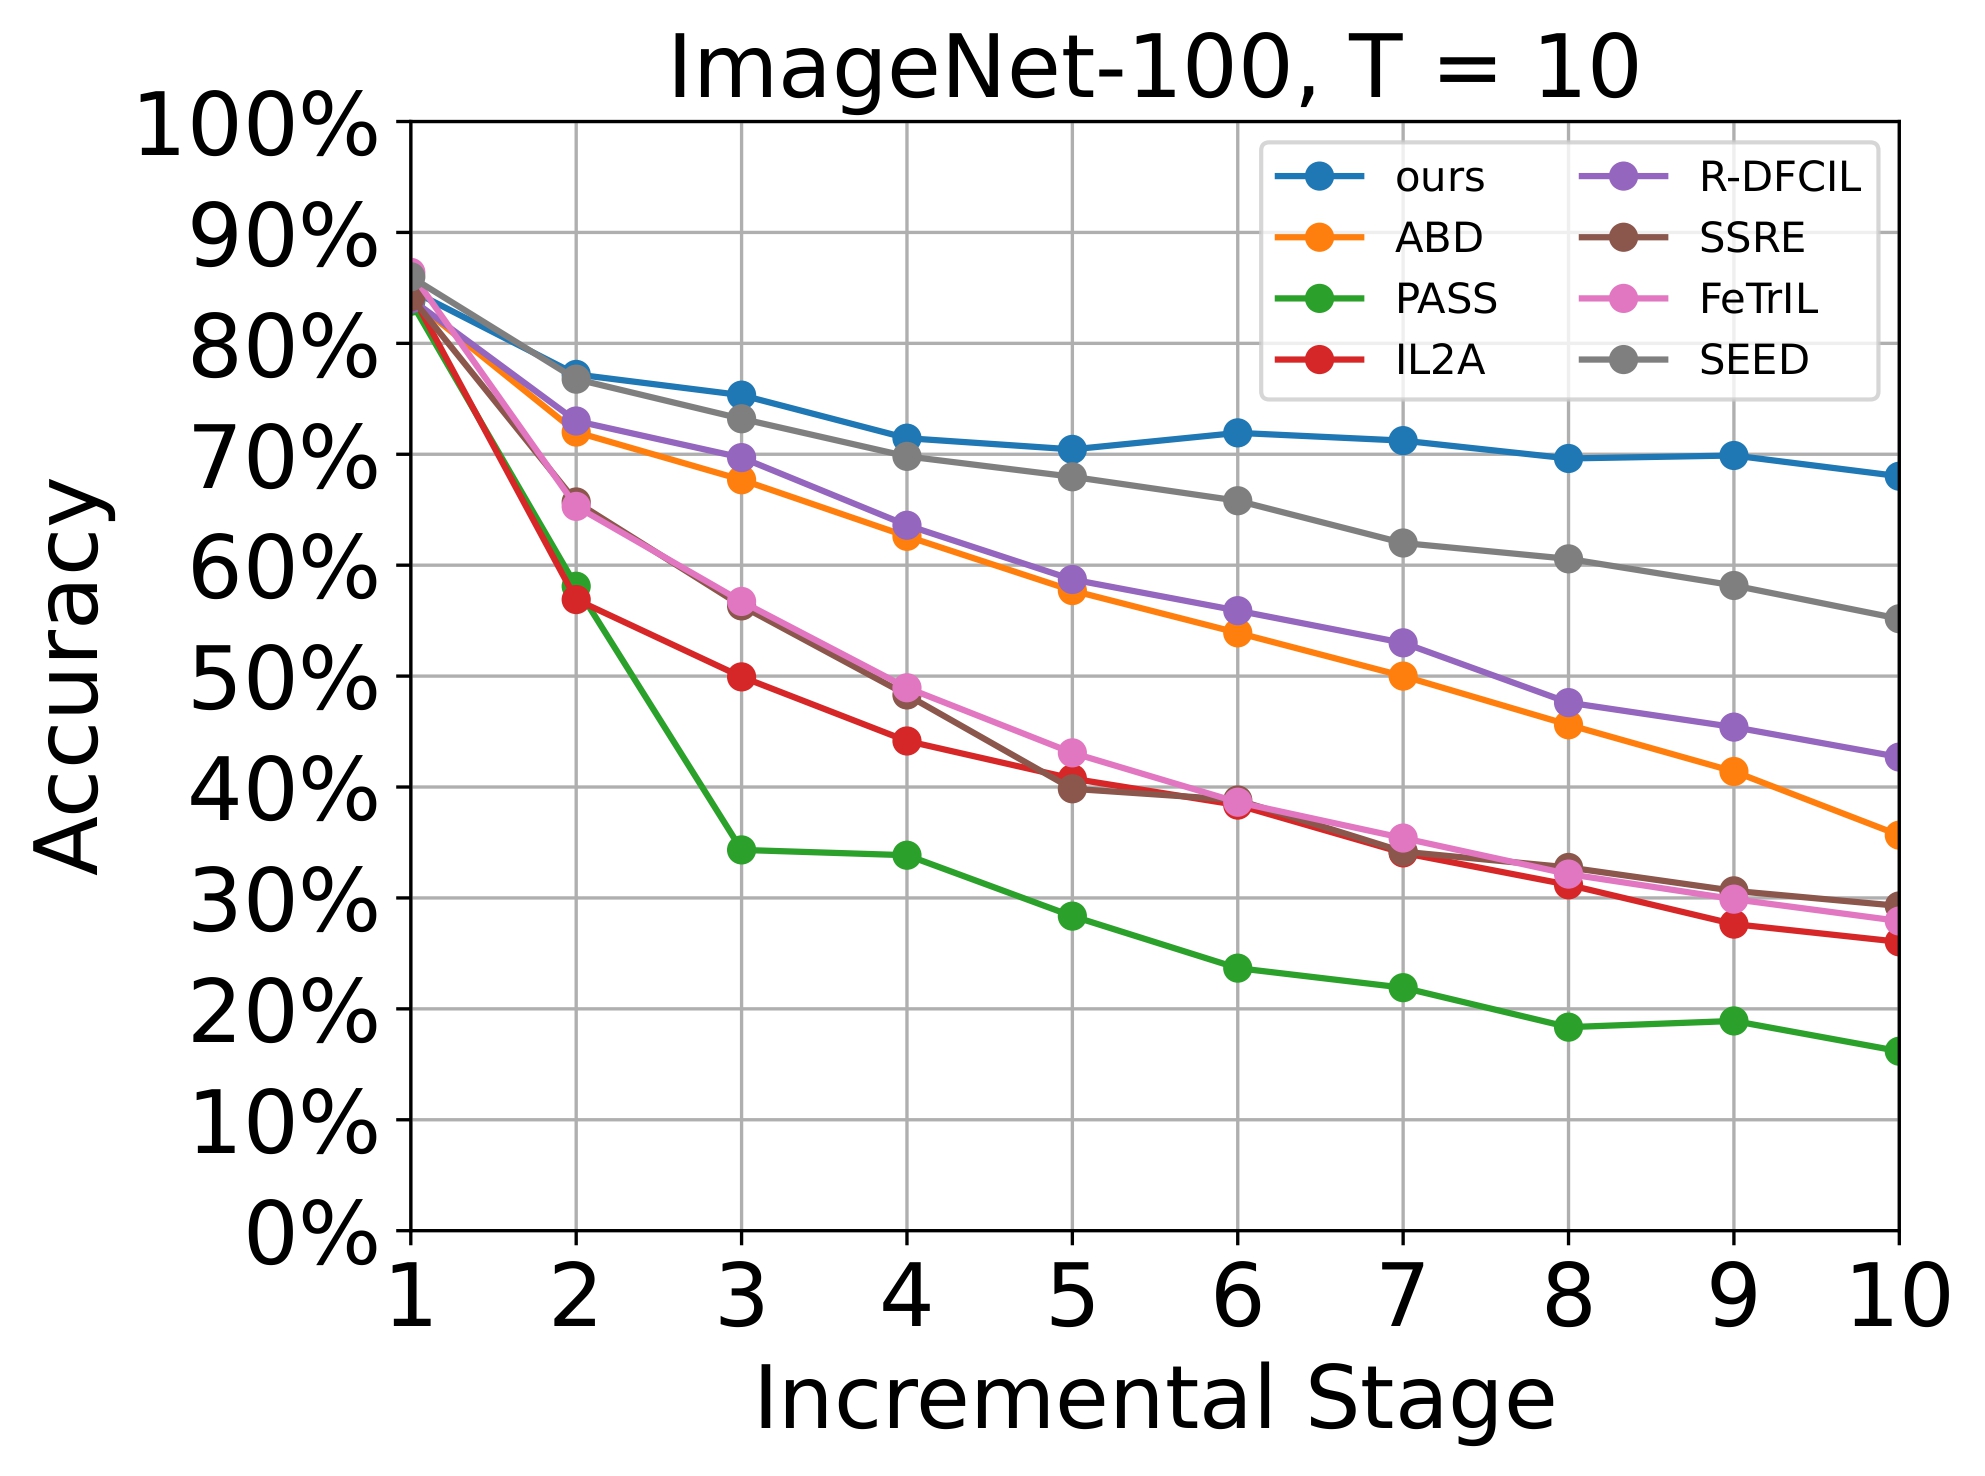 ImageNet-100, T = 10
100%
90%
80%
70%
60%
50%
40%
30%
20%
10%
0%
Accuracy
ours
ABD
PASS
IL2A
R-DFCIL
SSRE
FeTrIL
SEED
1 2 3 4 5 6 7 8 9 10
Incremental Stage